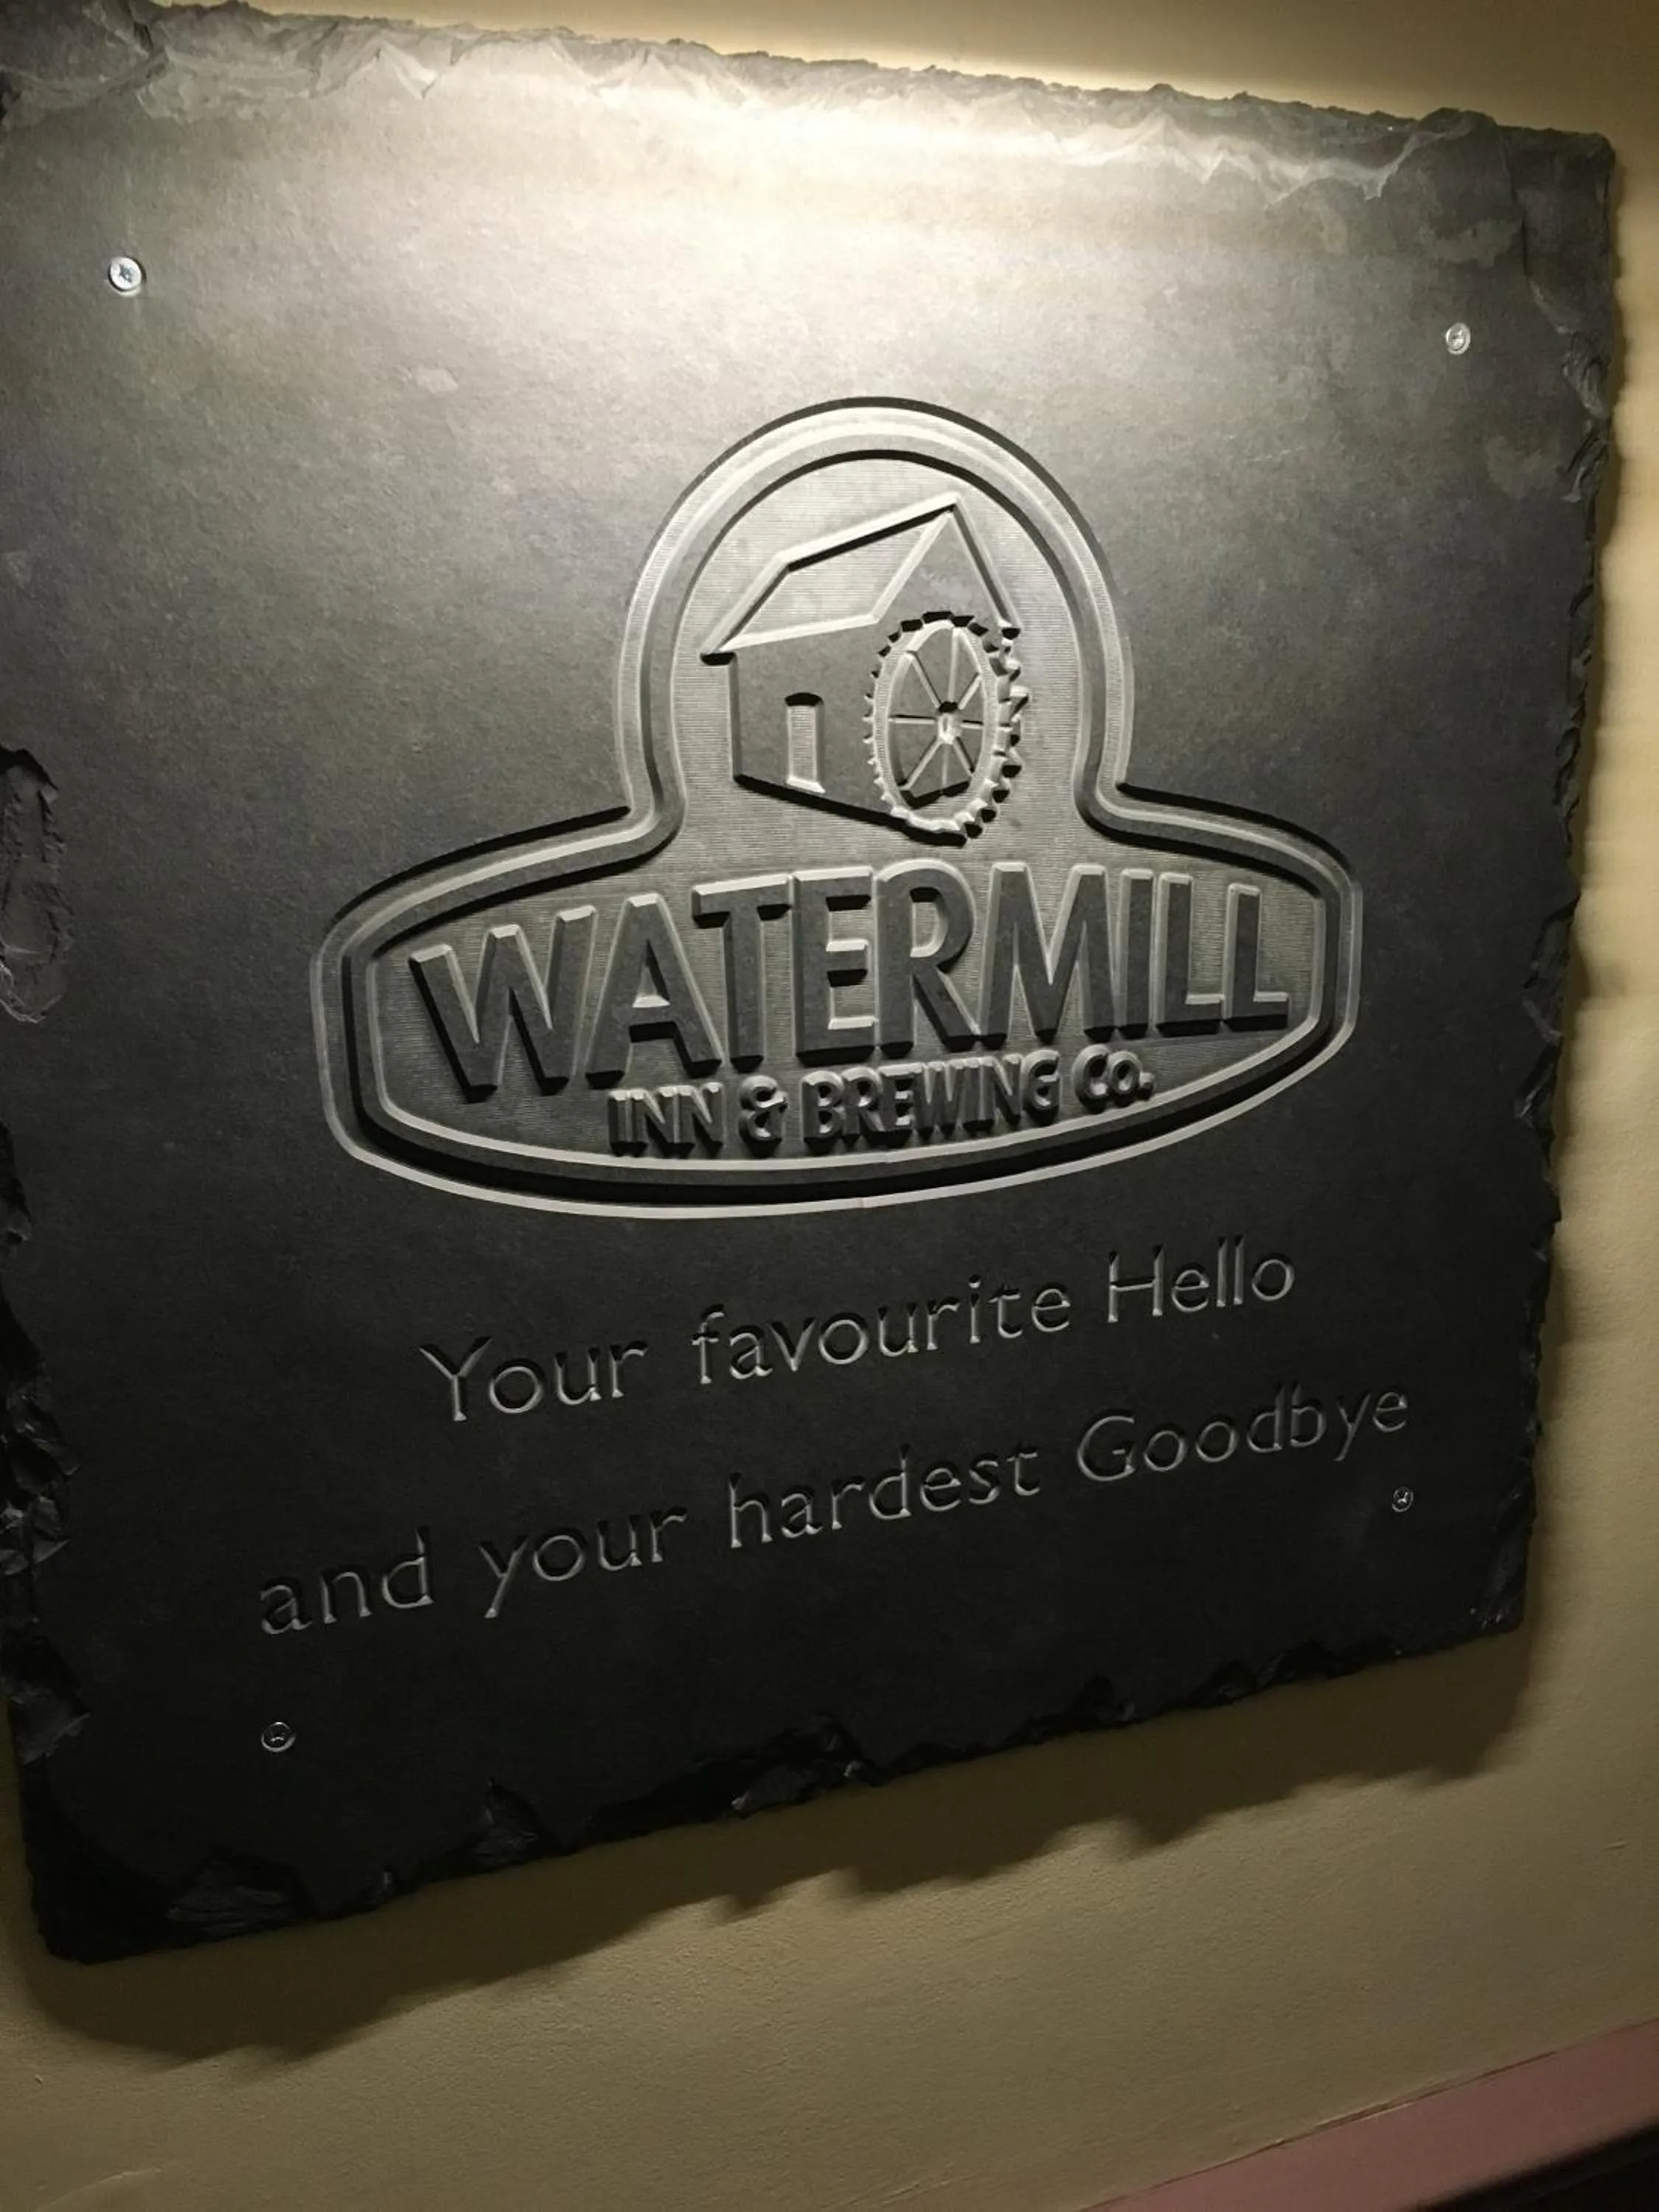 WATERMILL
INN & BREWING Co.
Your favourite Hello
and your hardest Goodbye